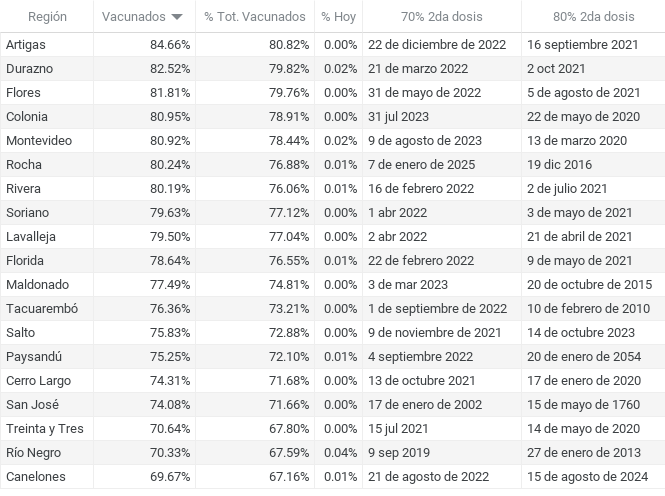 Región Vacunados % Tot. Vacunados % Hoy 70% 2da dosis 80% 2da dosis
Artigas 84.66% 80.82% 0.00% 22 de diciembre de 2022 16 septiembre 2021
Durazno 82.52% 79.82% 0.02% 21 de marzo 2022 2 oct 2021
Flores 81.81% 79.76% 0.00% 31 de mayo de 2022 5 de agosto de 2021
Colonia 80.95% 78.91% 0.00% 31 jul 2023 22 de mayo de 2020
Montevideo 80.92% 78.44% 0.02% 9 de agosto de 2023 13 de marzo 2020
Rocha 80.24% 76.88% 0.01% 7 de enero de 2025 19 dic 2016
Rivera 80.19% 76.06% 0.01% 16 de febrero 2022 2 de julio 2021
Soriano 79.63% 77.12% 0.00% 1 abr 2022 3 de mayo de 2021
Lavalleja 79.50% 77.04% 0.00% 2 abr 2022 21 de abril de 2021
Florida 78.64% 76.55% 0.01% 22 de febrero 2022 9 de mayo de 2021
Maldonado 77.49% 74.81% 0.00% 3 de mar 2023 20 de octubre de 2015
Tacuarembó 76.36% 73.21% 0.00% 1 de septiembre de 2022 10 de febrero de 2010
Salto 75.83% 72.88% 0.00% 9 de noviembre de 2021 14 de octubre 2023
Paysandú 75.25% 72.10% 0.01% 4 septiembre 2022 20 de enero de 2054
Cerro Largo 74.31% 71.68% 0.00% 13 de octubre 2021 17 de enero de 2020
San José 74.08% 71.66% 0.00% 17 de enero de 2002 15 de mayo de 1760
Treinta y Tres 70.64% 67.80% 0.00% 15 jul 2021 14 de mayo de 2020
Río Negro 70.33% 67.59% 0.04% 9 sep 2019 27 de enero de 2013
Canelones 69.67% 67.16% 0.01% 21 de agosto de 2022 15 de agosto de 2024